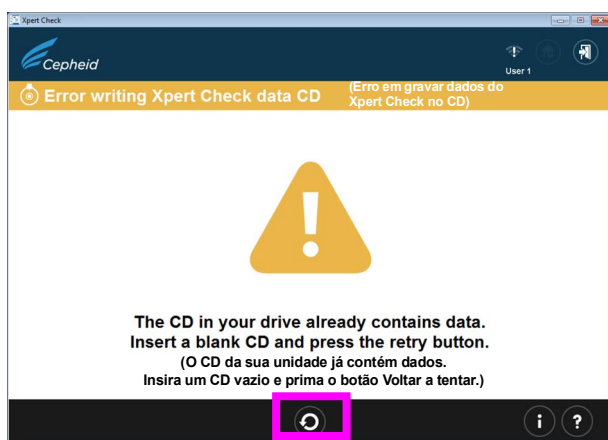 Xpert Check
Cepheid
User 1
Error writing Xpert Check data CD
(Erro em gravar dados do
Xpert Check no CD)
The CD in your drive already contains data.
Insert a blank CD and press the retry button.
(O CD da sua unidade já contém dados.
Insira um CD vazio e prima o botão Voltar a tentar.)
i ?